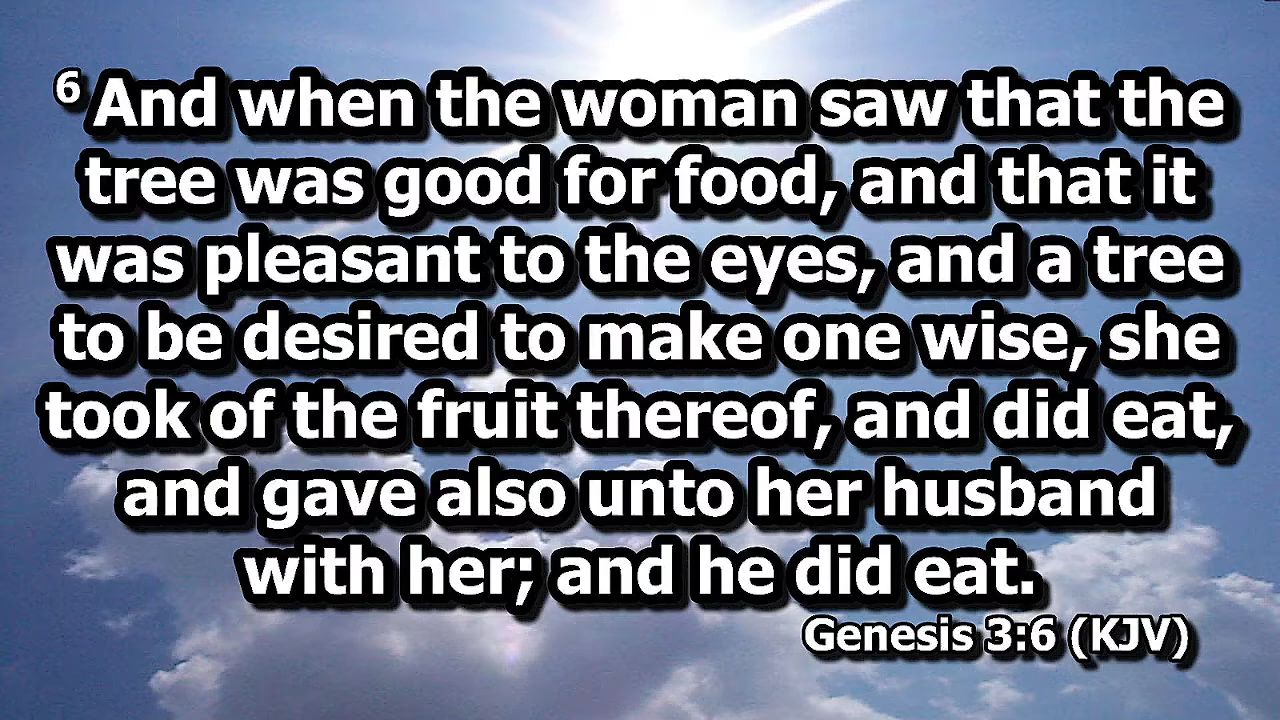 6 And when the woman saw that the
tree was good for food, and that it
was pleasant to the eyes, and a tree
to be desired to make one wise, she
took of the fruit thereof, and did eat,
and gave also unto her husband
with her; and he did eat.
Genesis 3:6 (KJV)